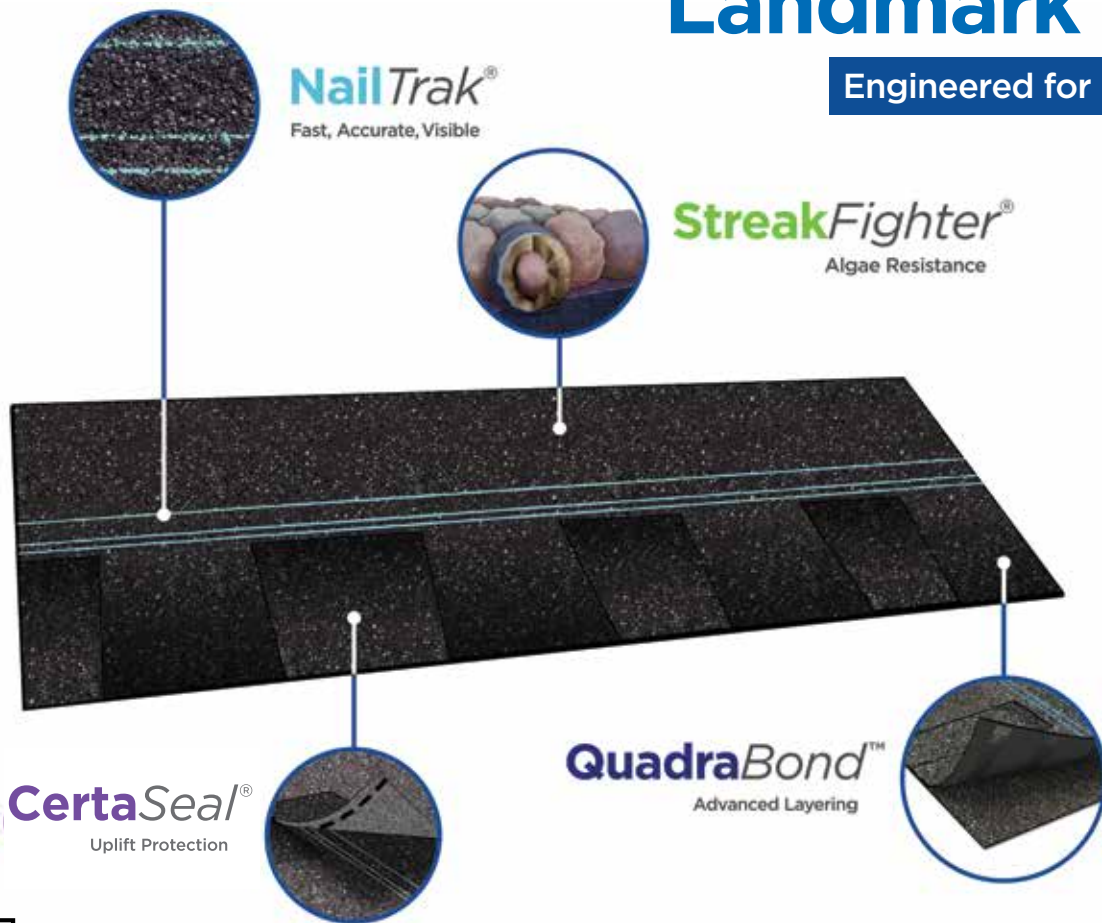 Landmark
Engineered for
NailTrak®
Fast, Accurate, Visible
StreakFighter®
Algae Resistance
QuadraBond™
Advanced Layering
CertaSeal®
Uplift Protection